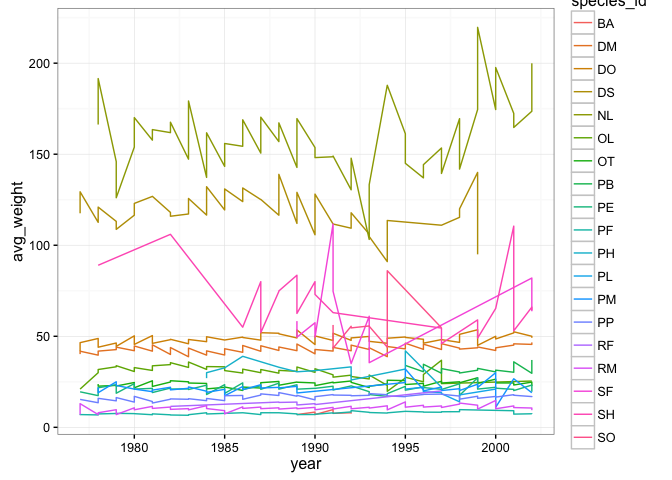 species_id
BA
DM
DO
DS
NL
OL
OT
PB
PE
PF
PH
PL
PM
PP
RF
RM
SF
SH
SO
avg_weight
200
150
100
50
0
1980 1985 1990 1995 2000
year